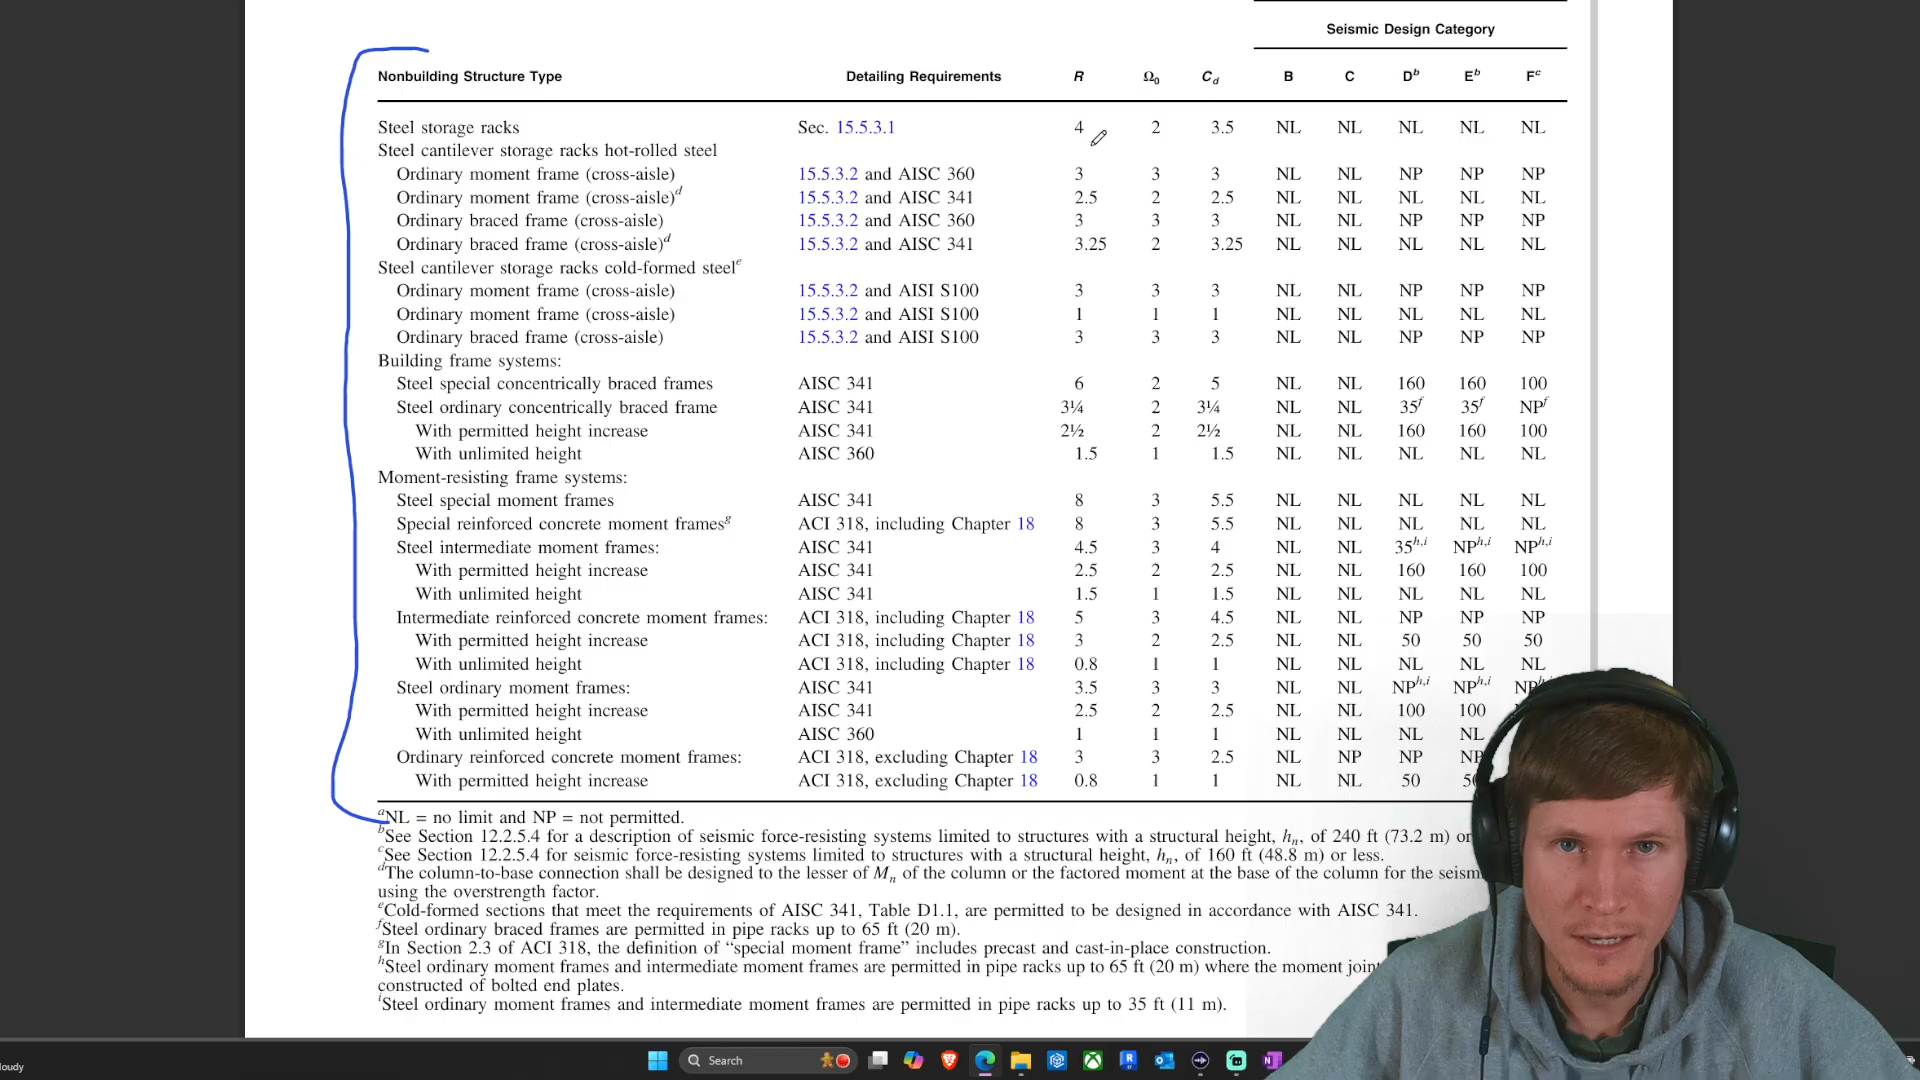 Seismic Design Category
Nonbuilding Structure Type Detailing Requirements R Ω0 Cd B C Db Eb Fc
Steel storage racks Sec. 15.5.3.1 4 2 3.5 NL NL NL NL NL
Steel cantilever storage racks hot-rolled steel
Ordinary moment frame (cross-aisle) 15.5.3.2 and AISC 360 3 3 3 NL NL NP NP NP
Ordinary moment frame (cross-aisle)d 15.5.3.2 and AISC 341 2.5 2 2.5 NL NL NL NL NL
Ordinary braced frame (cross-aisle) 15.5.3.2 and AISC 360 3 3 3 NL NL NP NP NP
Ordinary braced frame (cross-aisle)d 15.5.3.2 and AISC 341 3.25 2 3.25 NL NL NL NL NL
Steel cantilever storage racks cold-formed steele
Ordinary moment frame (cross-aisle) 15.5.3.2 and AISI S100 3 3 3 NL NL NP NP NP
Ordinary moment frame (cross-aisle) 15.5.3.2 and AISI S100 1 1 1 NL NL NL NL NL
Ordinary braced frame (cross-aisle) 15.5.3.2 and AISI S100 3 3 3 NL NL NP NP NP
Building frame systems:
Steel special concentrically braced frames AISC 341 6 2 5 NL NL 160 160 100
Steel ordinary concentrically braced frame AISC 341 3¼ 2 3¼ NL NL 35f 35f NPf
With permitted height increase AISC 341 2½ 2 2½ NL NL 160 160 100
With unlimited height AISC 360 1.5 1 1.5 NL NL NL NL NL
Moment-resisting frame systems:
Steel special moment frames AISC 341 8 3 5.5 NL NL NL NL NL
Special reinforced concrete moment framesg ACI 318, including Chapter 18 8 3 5.5 NL NL NL NL NL
Steel intermediate moment frames: AISC 341 4.5 3 4 NL NL 35h,i NPh,i NPh,i
With permitted height increase AISC 341 2.5 2 2.5 NL NL 160 160 100
With unlimited height AISC 341 1.5 1 1.5 NL NL NL NL NL
Intermediate reinforced concrete moment frames: ACI 318, including Chapter 18 5 3 4.5 NL NL NP NP NP
With permitted height increase ACI 318, including Chapter 18 3 2 2.5 NL NL 50 50 50
With unlimited height ACI 318, including Chapter 18 0.8 1 1 NL NL NL NL NL
Steel ordinary moment frames: AISC 341 3.5 3 3 NL NL NPh,i NPh,i NPh,i
With permitted height increase AISC 341 2.5 2 2.5 NL NL 100 100
With unlimited height AISC 360 1 1 1 NL NL NL NL
Ordinary reinforced concrete moment frames: ACI 318, excluding Chapter 18 3 3 2.5 NL NP NP NP
With permitted height increase ACI 318, excluding Chapter 18 0.8 1 1 NL NL 50
aNL = no limit and NP = not permitted.
bSee Section 12.2.5.4 for a description of seismic force-resisting systems limited to structures with a structural height, hn, of 240 ft (73.2 m) or
cSee Section 12.2.5.4 for seismic force-resisting systems limited to structures with a structural height, hn, of 160 ft (48.8 m) or less.
dThe column-to-base connection shall be designed to the lesser of Mn of the column or the factored moment at the base of the column for the seism
using the overstrength factor.
eCold-formed sections that meet the requirements of AISC 341, Table D1.1, are permitted to be designed in accordance with AISC 341.
fSteel ordinary braced frames are permitted in pipe racks up to 65 ft (20 m).
gIn Section 2.3 of ACI 318, the definition of “special moment frame” includes precast and cast-in-place construction.
hSteel ordinary moment frames and intermediate moment frames are permitted in pipe racks up to 65 ft (20 m) where the moment joint
constructed of bolted end plates.
iSteel ordinary moment frames and intermediate moment frames are permitted in pipe racks up to 35 ft (11 m).
loudy
Search